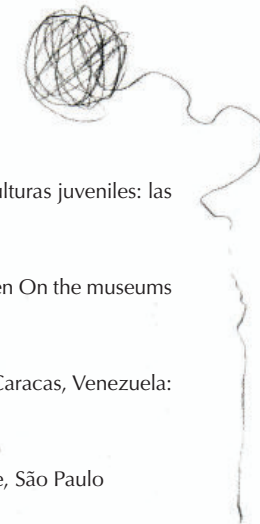 ulturas juveniles: las
en On the museums
Caracas, Venezuela:
e, São Paulo